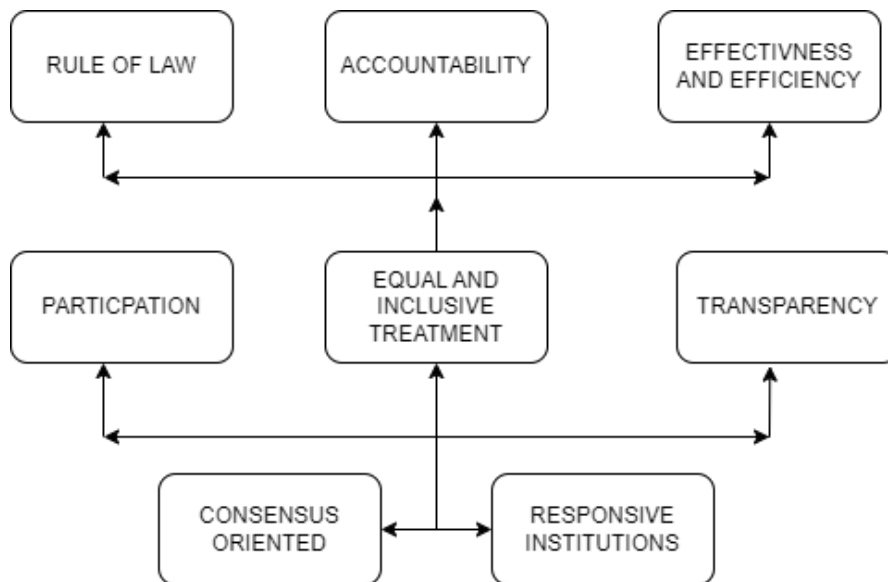 RULE OF LAW
ACCOUNTABILITY
EFFECTIVNESS
AND EFFICIENCY
PARTICPATION
EQUAL AND
INCLUSIVE
TREATMENT
TRANSPARENCY
CONSENSUS
ORIENTED
RESPONSIVE
INSTITUTIONS